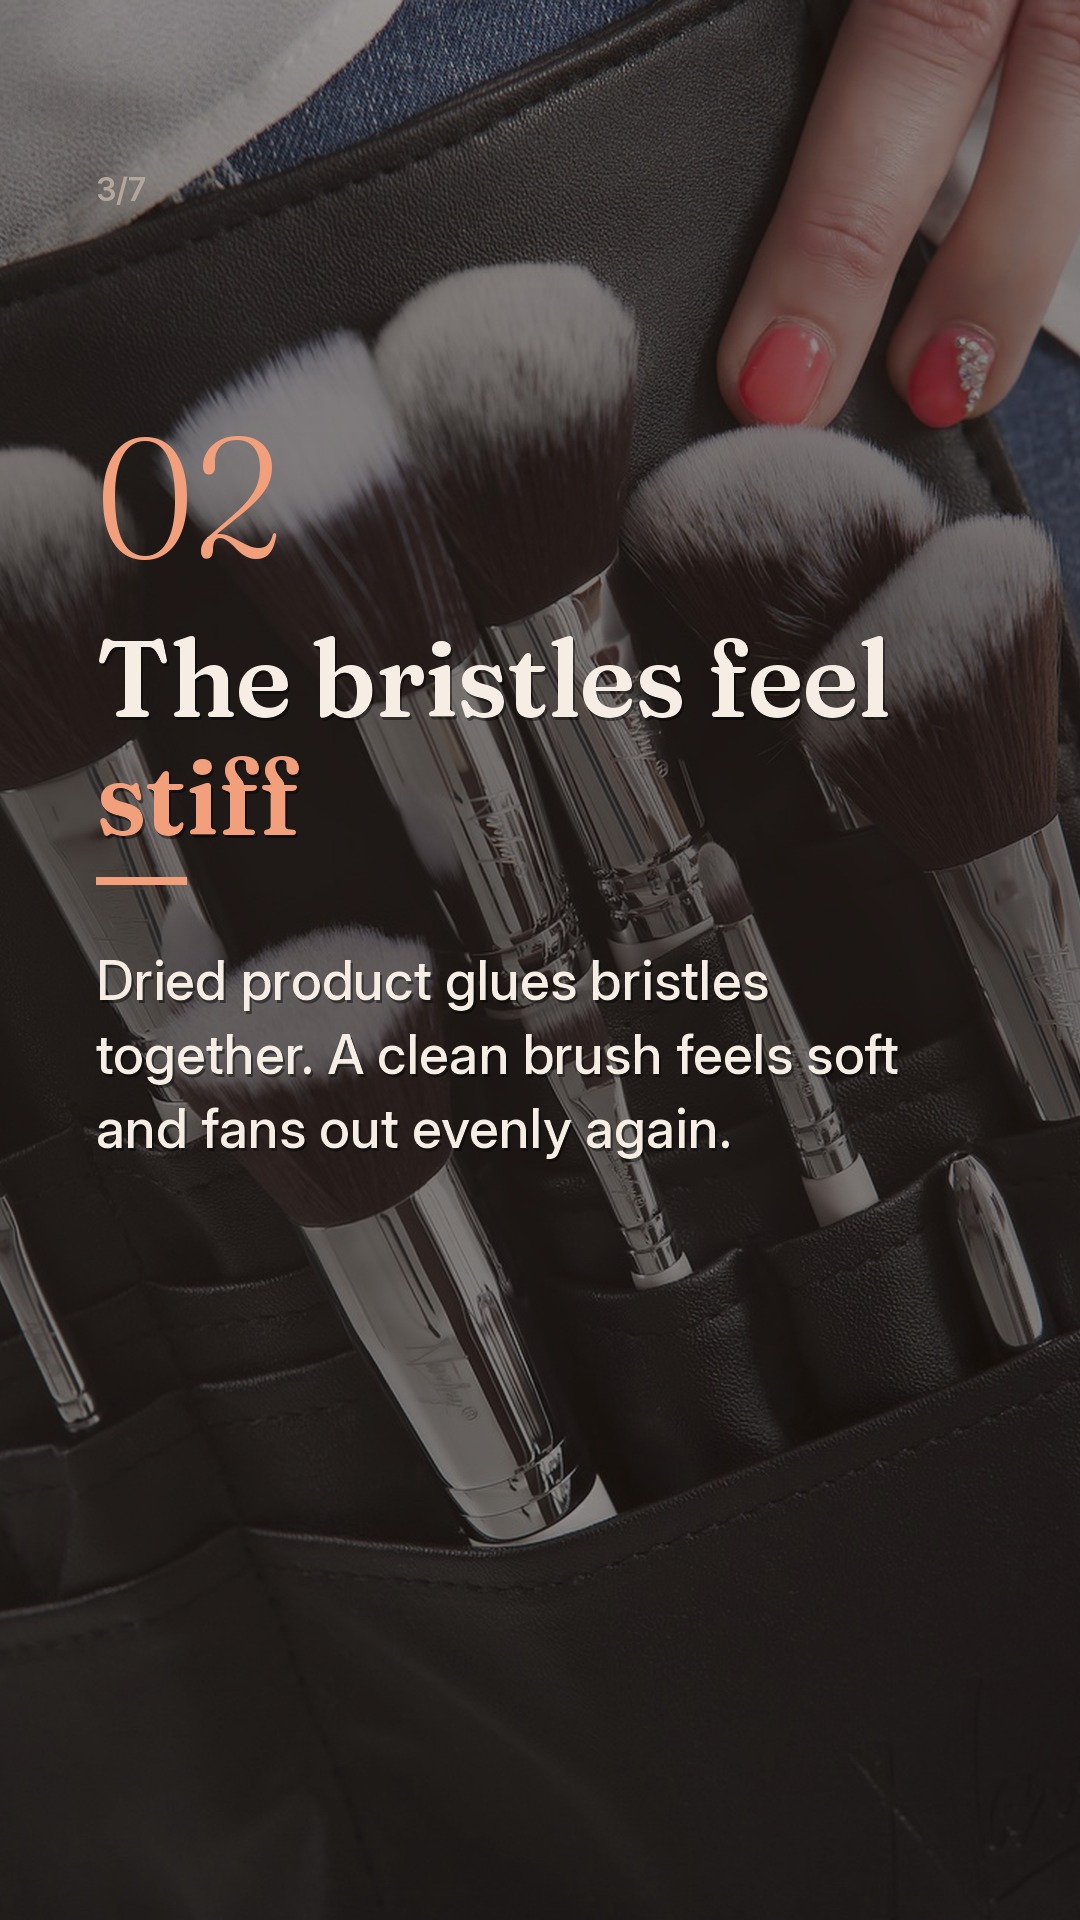 3/7
02
The bristles feel
stiff
Dried product glues bristles
together. A clean brush feels soft
and fans out evenly again.